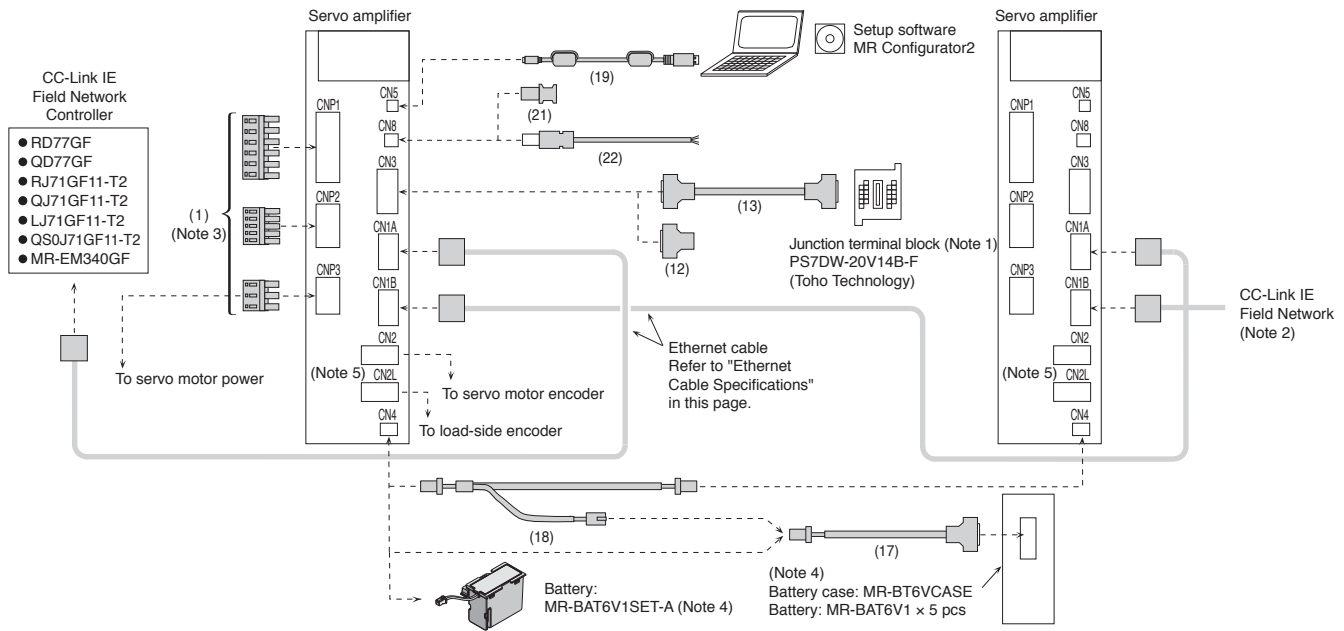 Servo amplifier
Servo amplifier
Setup software
MR Configurator2
CC-Link IE
Field Network
Controller
● RD77GF
● QD77GF
● RJ71GF11-T2
● QJ71GF11-T2
● LJ71GF11-T2
● QS0J71GF11-T2
● MR-EM340GF
(1)
(Note 3)
CNP1
CNP2
CNP3
CN5
CN8
CN3
CN1A
CN1B
CN2
(Note 5)
CN2L
CN4
(19)
(21)
(22)
(13)
(12)
Junction terminal block (Note 1)
PS7DW-20V14B-F
(Toho Technology)
CNP1
CNP2
CNP3
CN5
CN8
CN3
CN1A
CN1B
CN2
(Note 5)
CN2L
CN4
CC-Link IE
Field Network
(Note 2)
Ethernet cable
Refer to "Ethernet
Cable Specifications"
in this page.
To servo motor power
To servo motor encoder
To load-side encoder
(18)
(17)
Battery:
MR-BAT6V1SET-A (Note 4)
(Note 4)
Battery case: MR-BT6VCASE
Battery: MR-BAT6V1 × 5 pcs